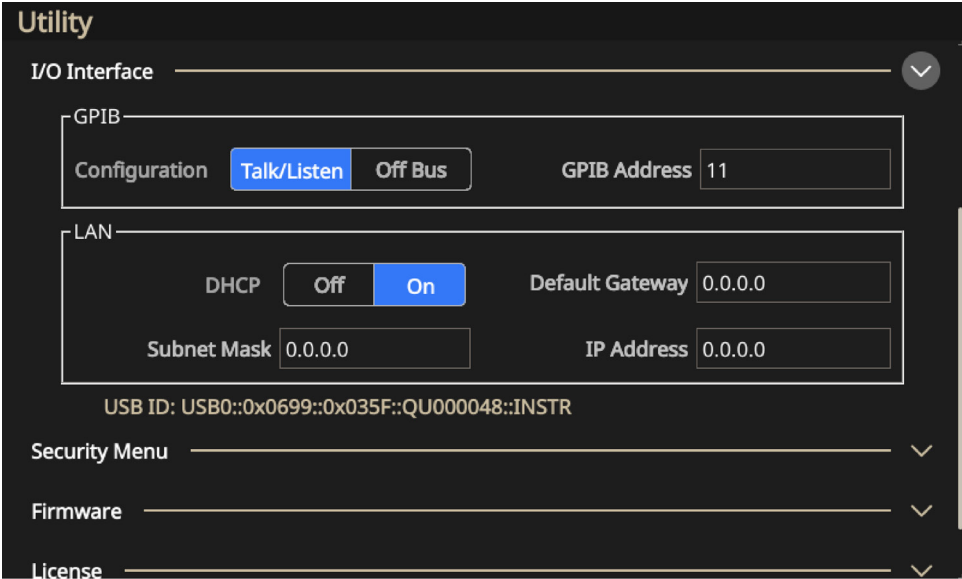 Utility
I/O Interface
GPIB
Configuration Talk/Listen Off Bus GPIB Address 11
LAN
DHCP Off On Default Gateway 0.0.0.0
Subnet Mask 0.0.0.0 IP Address 0.0.0.0
USB ID: USB0::0x0699::0x035F::QU000048::INSTR
Security Menu
Firmware
License